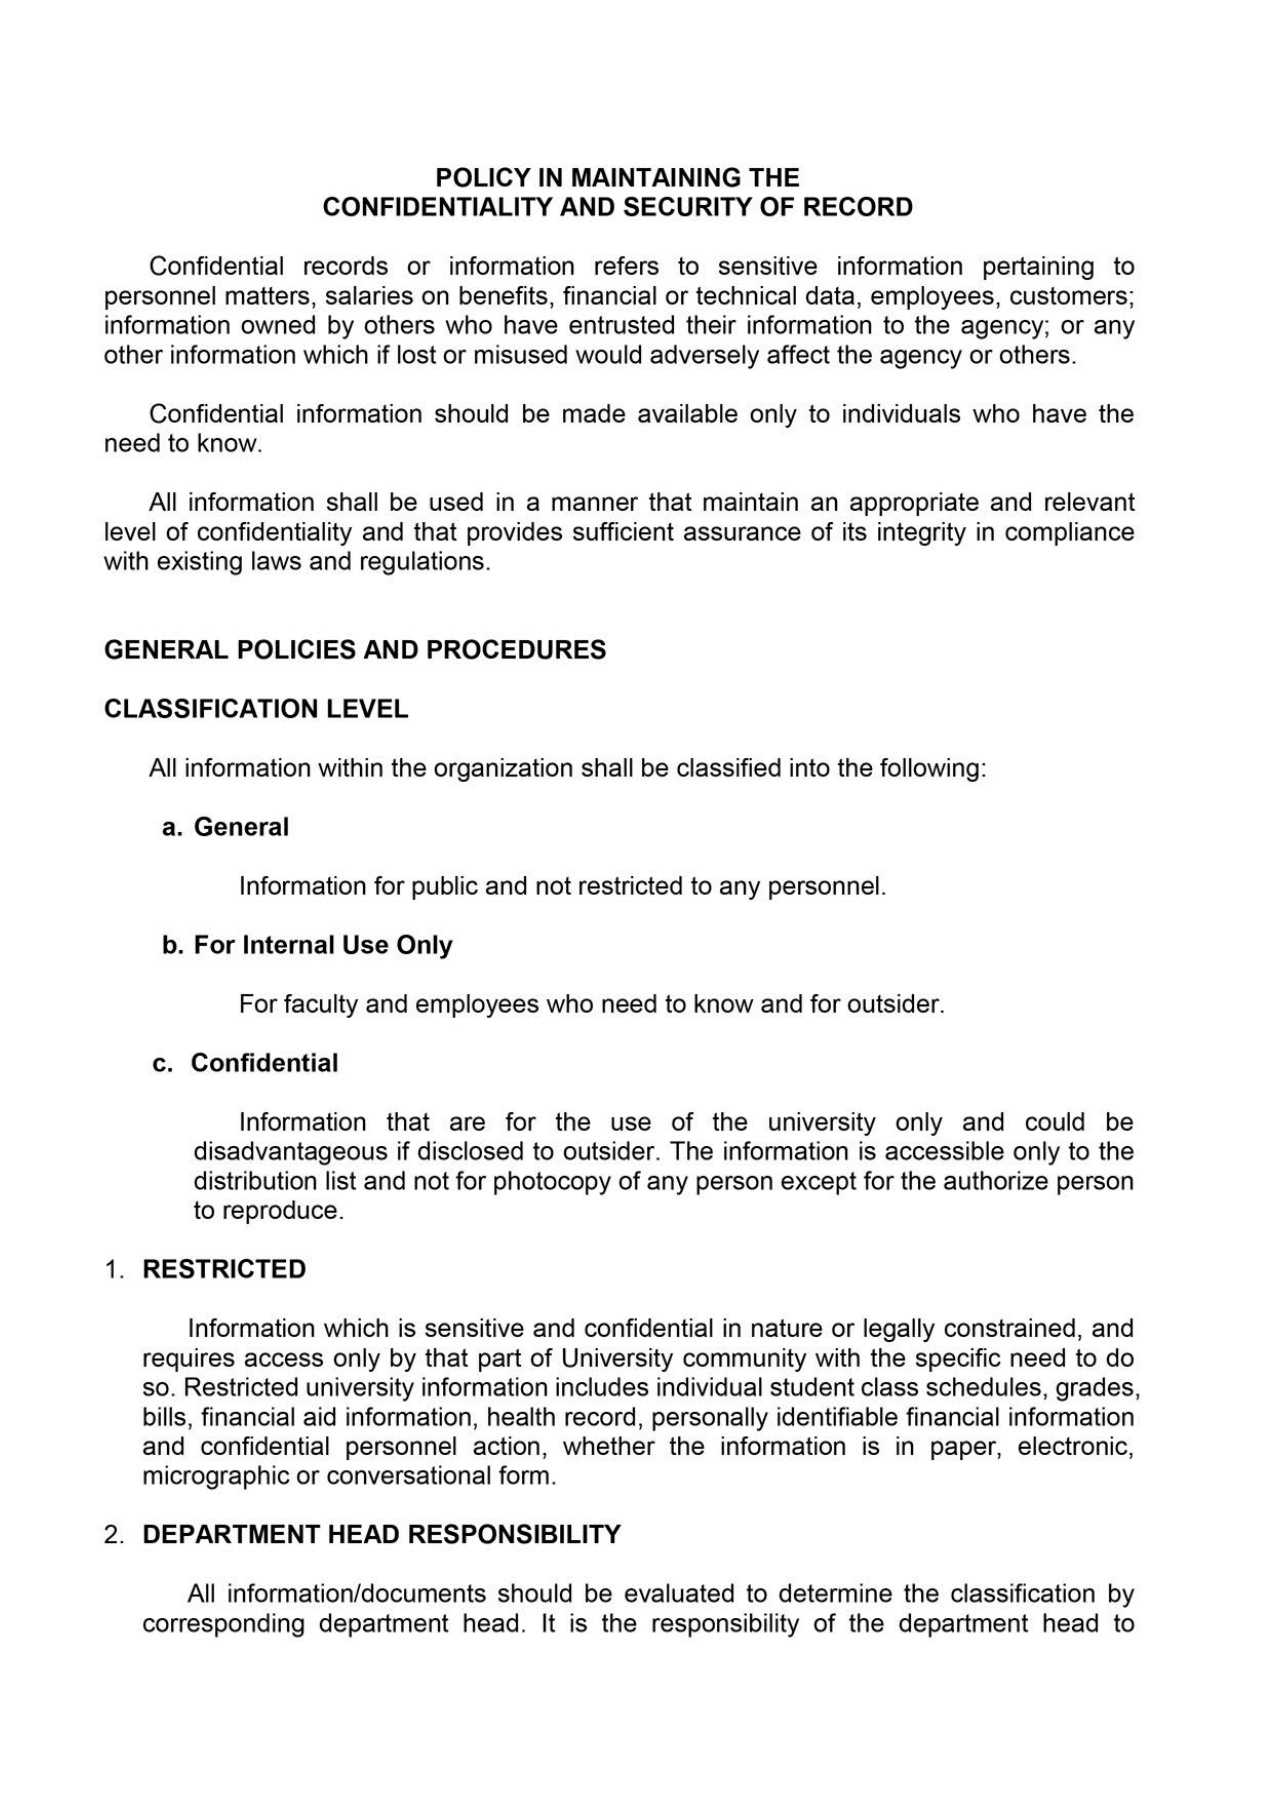 POLICY IN MAINTAINING THE
CONFIDENTIALITY AND SECURITY OF RECORD
Confidential records or information refers to sensitive information pertaining to
personnel matters, salaries on benefits, financial or technical data, employees, customers;
information owned by others who have entrusted their information to the agency; or any
other information which if lost or misused would adversely affect the agency or others.
Confidential information should be made available only to individuals who have the
need to know.
All information shall be used in a manner that maintain an appropriate and relevant
level of confidentiality and that provides sufficient assurance of its integrity in compliance
with existing laws and regulations.
GENERAL POLICIES AND PROCEDURES
CLASSIFICATION LEVEL
All information within the organization shall be classified into the following:
a. General
Information for public and not restricted to any personnel.
b. For Internal Use Only
For faculty and employees who need to know and for outsider.
c. Confidential
Information that are for the use of the university only and could be
disadvantageous if disclosed to outsider. The information is accessible only to the
distribution list and not for photocopy of any person except for the authorize person
to reproduce.
1. RESTRICTED
Information which is sensitive and confidential in nature or legally constrained, and
requires access only by that part of University community with the specific need to do
so. Restricted university information includes individual student class schedules, grades,
bills, financial aid information, health record, personally identifiable financial information
and confidential personnel action, whether the information is in paper, electronic,
micrographic or conversational form.
2. DEPARTMENT HEAD RESPONSIBILITY
All information/documents should be evaluated to determine the classification by
corresponding department head. It is the responsibility of the department head to